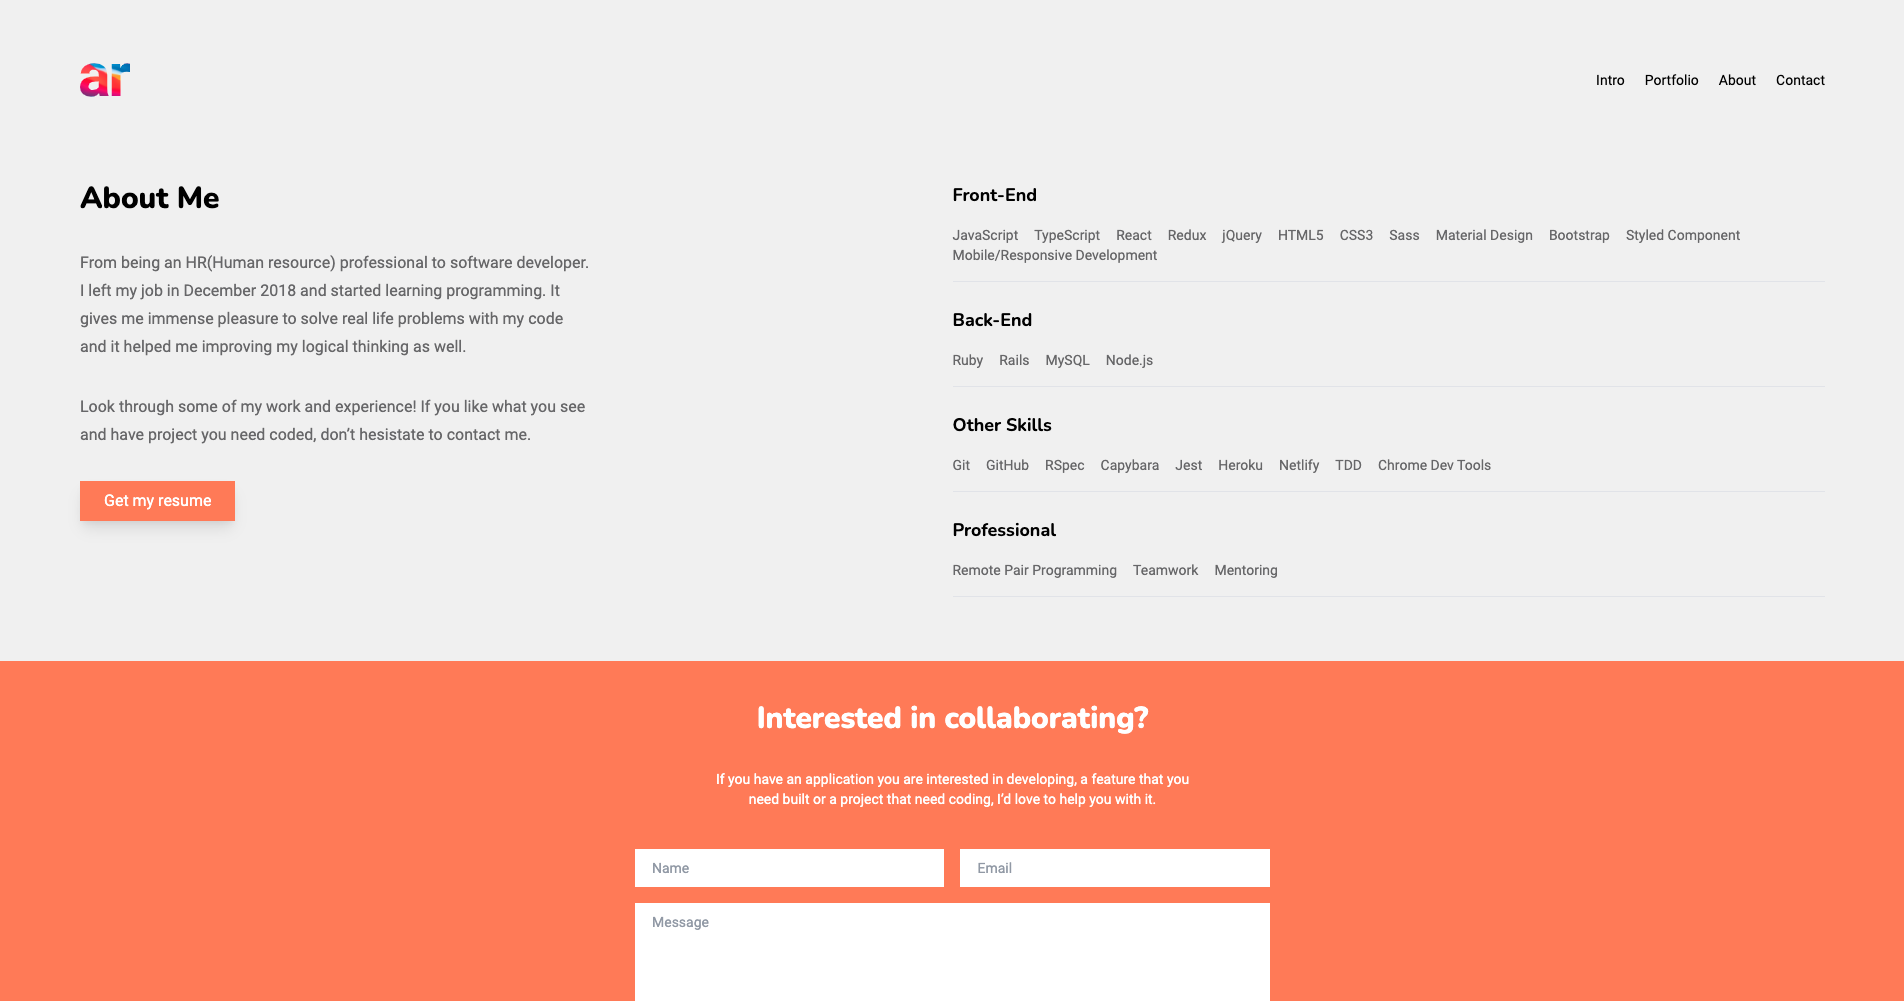 ar
Intro Portfolio About Contact
About Me
From being an HR(Human resource) professional to software developer.
I left my job in December 2018 and started learning programming. It
gives me immense pleasure to solve real life problems with my code
and it helped me improving my logical thinking as well.
Look through some of my work and experience! If you like what you see
and have project you need coded, don’t hesistate to contact me.
Get my resume
Front-End
JavaScript TypeScript React Redux jQuery HTML5 CSS3 Sass Material Design Bootstrap Styled Component
Mobile/Responsive Development
Back-End
Ruby Rails MySQL Node.js
Other Skills
Git GitHub RSpec Capybara Jest Heroku Netlify TDD Chrome Dev Tools
Professional
Remote Pair Programming Teamwork Mentoring
Interested in collaborating?
If you have an application you are interested in developing, a feature that you
need built or a project that need coding, I’d love to help you with it.
Name
Email
Message